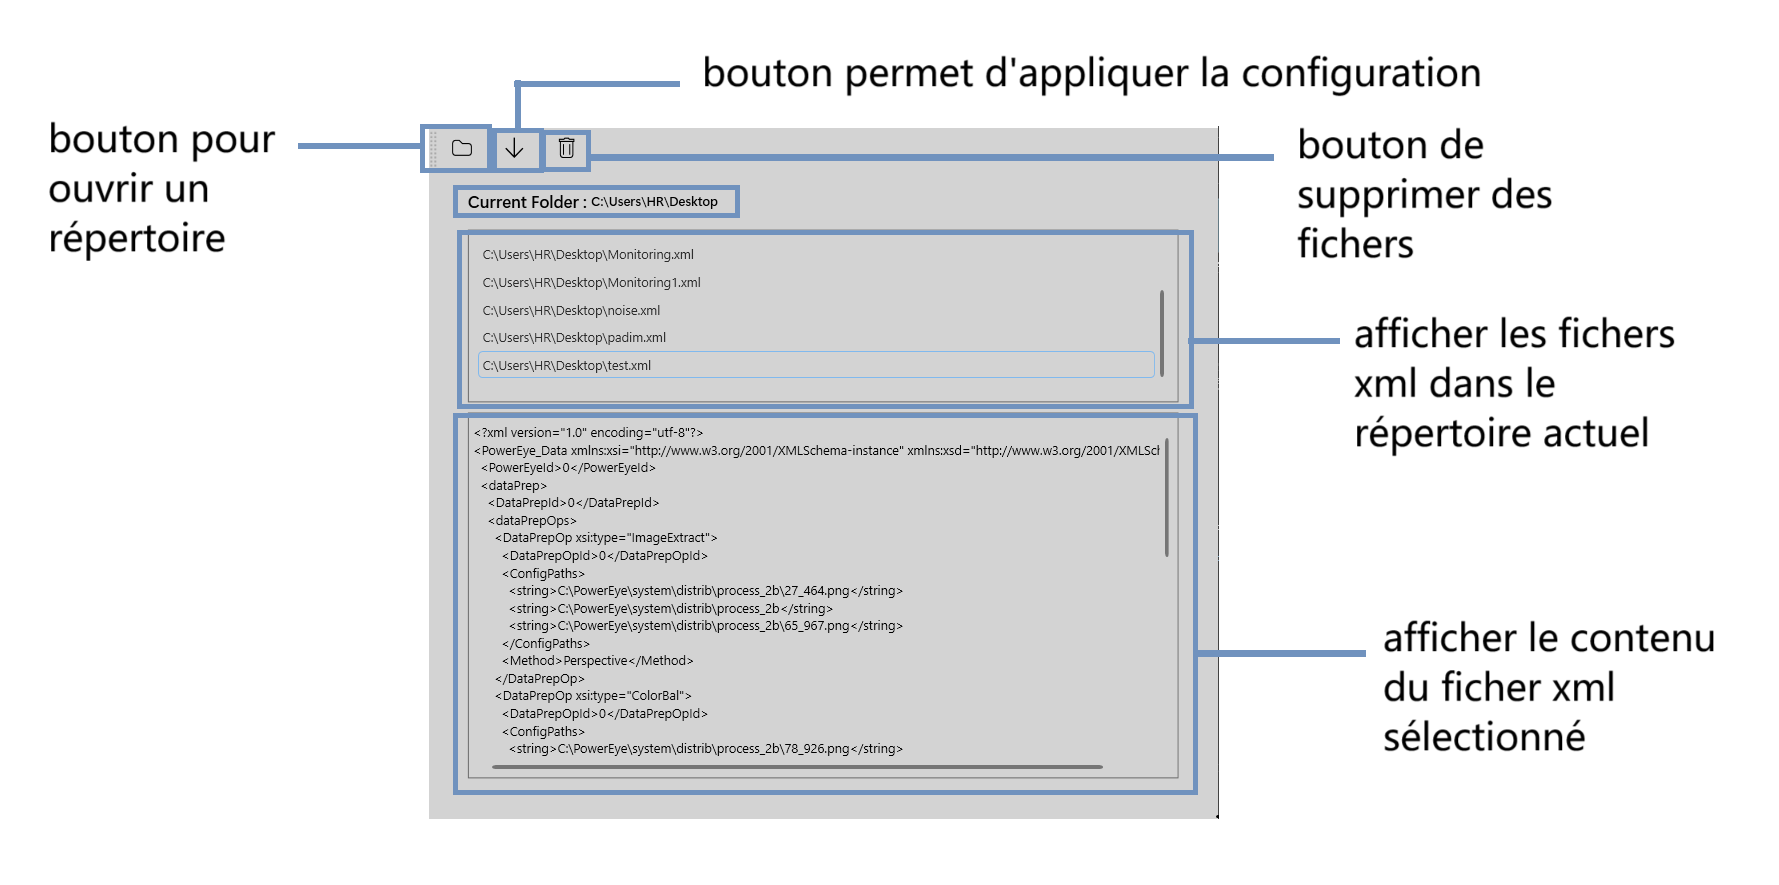 bouton permet d'appliquer la configuration
bouton pour
ouvrir un
répertoire
bouton de
supprimer des
fichers
Current Folder : C:\Users\HR\Desktop
C:\Users\HR\Desktop\Monitoring.xml
C:\Users\HR\Desktop\Monitoring1.xml
C:\Users\HR\Desktop\noise.xml
C:\Users\HR\Desktop\padim.xml
C:\Users\HR\Desktop\test.xml
afficher les fichers
xml dans le
répertoire actuel
<?xml version="1.0" encoding="utf-8"?>
<PowerEye_Data xmlns:xsi="http://www.w3.org/2001/XMLSchema-instance" xmlns:xsd="http://www.w3.org/2001/XMLSch
<PowerEyeId>0</PowerEyeId>
<dataPrep>
<DataPrepId>0</DataPrepId>
<dataPrepOps>
<DataPrepOp xsi:type="ImageExtract">
<DataPrepOpId>0</DataPrepOpId>
<ConfigPaths>
<string>C:\PowerEye\system\distrib\process_2b\27_464.png</string>
<string>C:\PowerEye\system\distrib\process_2b</string>
<string>C:\PowerEye\system\distrib\process_2b\65_967.png</string>
</ConfigPaths>
<Method>Perspective</Method>
</DataPrepOp>
<DataPrepOp xsi:type="ColorBal">
<DataPrepOpId>0</DataPrepOpId>
<ConfigPaths>
<string>C:\PowerEye\system\distrib\process_2b\78_926.png</string>
afficher le contenu
du ficher xml
sélectionné